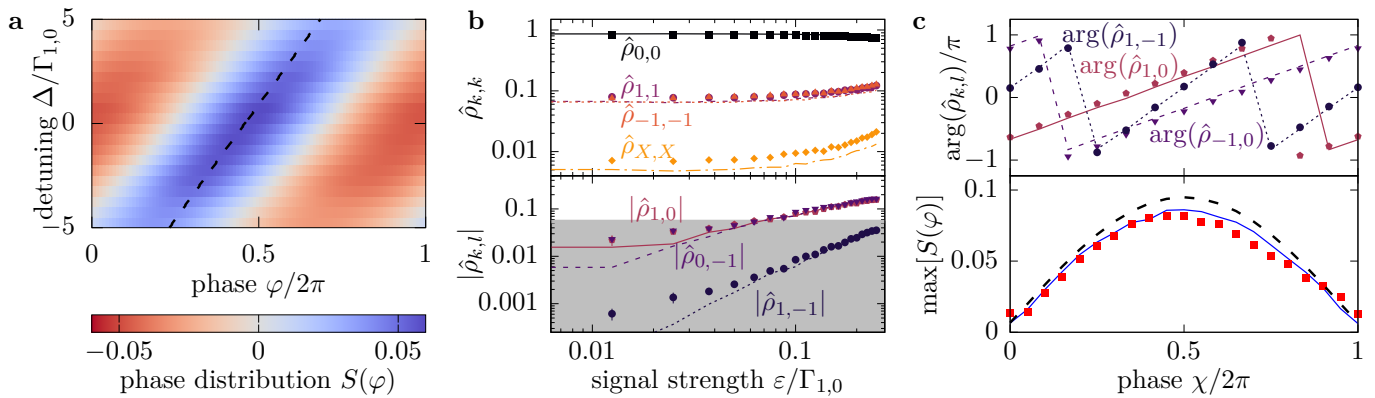 a
detuning Δ/Γ₁,₀
5
0
−5
0
0.5
1
phase φ/2π
−0.05
0
0.05
phase distribution S(φ)
b
ρ̂ₖ,ₖ
1
0.1
0.01
ρ̂₀,₀
ρ̂₁,₁
ρ̂₋₁,₋₁
ρ̂_X,X
|ρ̂ₖ,ₗ|
0.1
0.01
0.001
|ρ̂₁,₀|
|ρ̂₀,₋₁|
|ρ̂₁,₋₁|
0.01
0.1
signal strength ε/Γ₁,₀
c
arg(ρ̂ₖ,ₗ)/π
1
0
−1
arg(ρ̂₁,₋₁)
arg(ρ̂₁,₀)
arg(ρ̂₋₁,₀)
max[S(φ)]
0.1
0.05
0
0
0.5
1
phase χ/2π